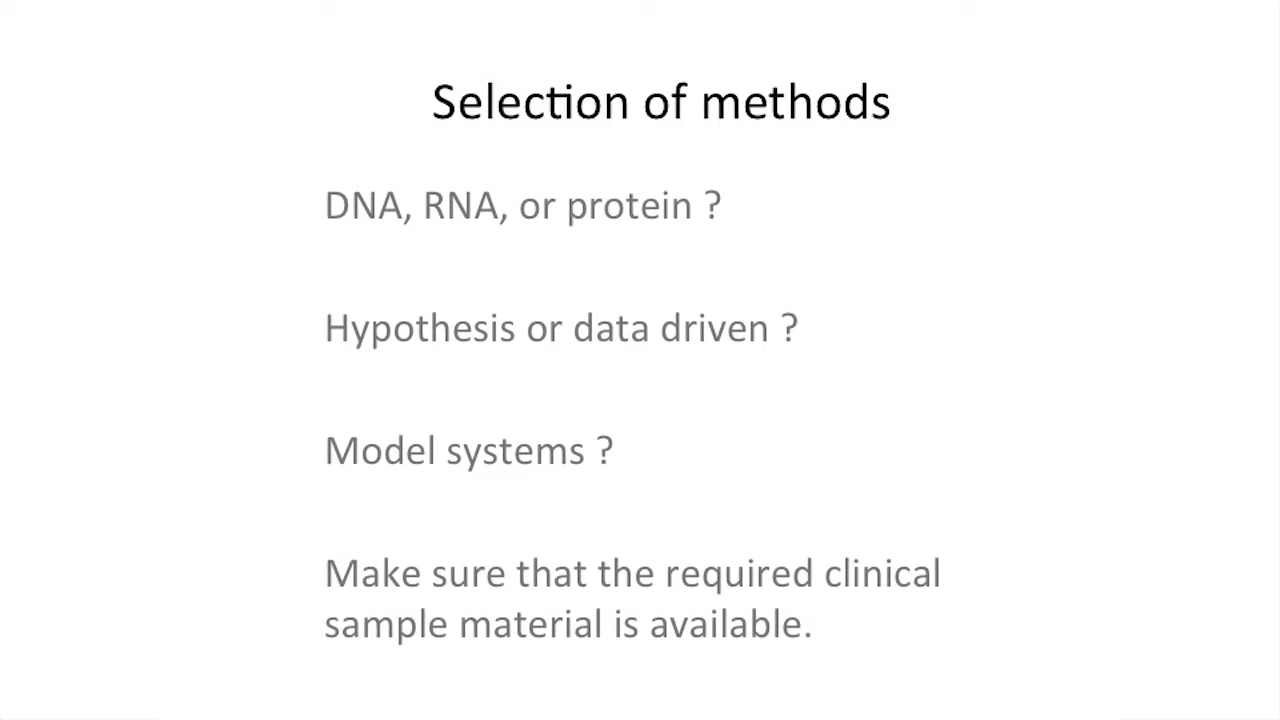 Selection of methods
DNA, RNA, or protein ?
Hypothesis or data driven ?
Model systems ?
Make sure that the required clinical
sample material is available.